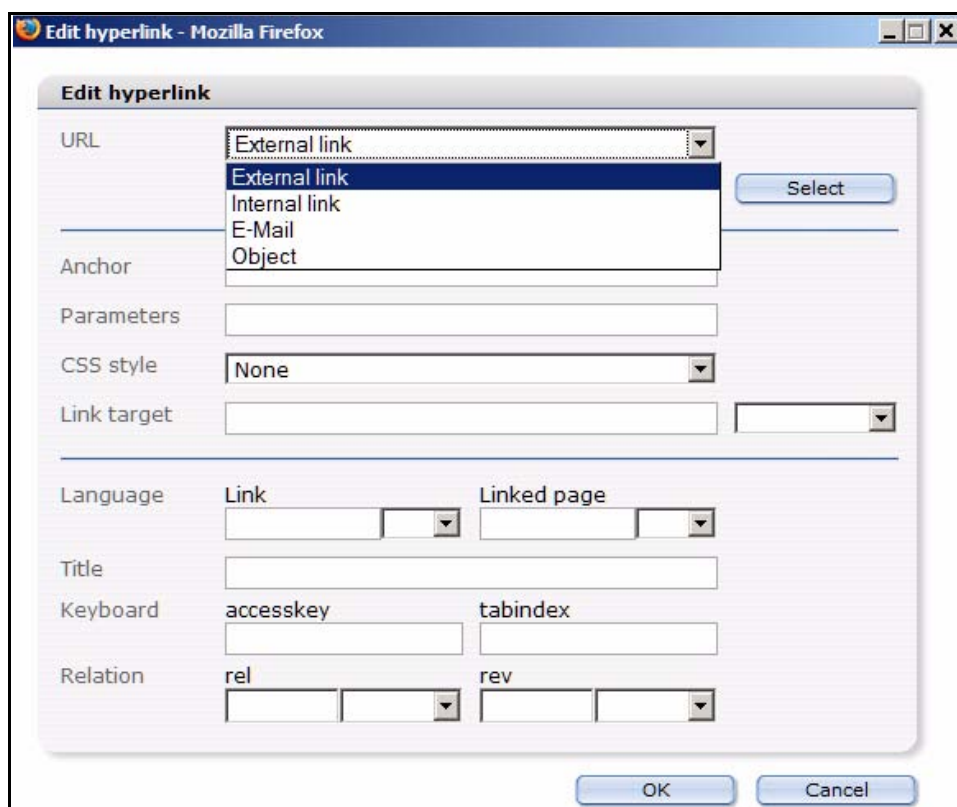 Edit hyperlink - Mozilla Firefox
Edit hyperlink
URL External link
External link
Select
Internal link
E-Mail
Object
Anchor
Parameters
CSS style None
Link target
Language Link Linked page
Title
Keyboard accesskey tabindex
Relation rel rev
OK Cancel